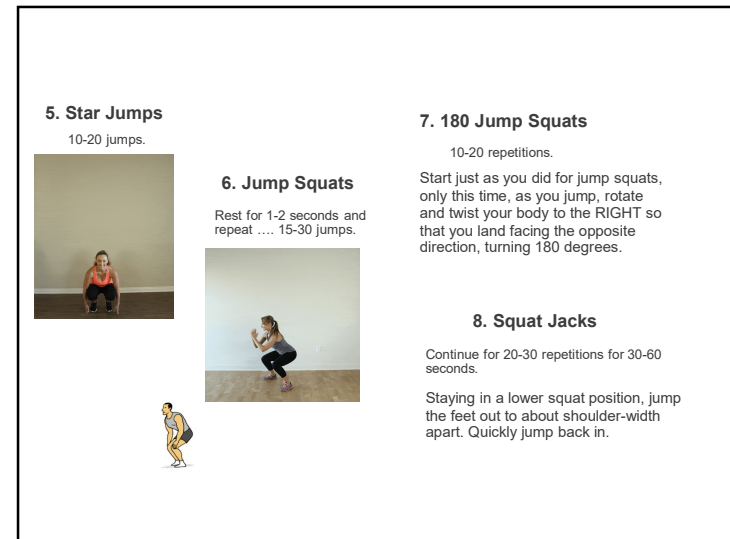 5. Star Jumps
10-20 jumps.
6. Jump Squats
Rest for 1-2 seconds and
repeat …. 15-30 jumps.
7. 180 Jump Squats
10-20 repetitions.
Start just as you did for jump squats,
only this time, as you jump, rotate
and twist your body to the RIGHT so
that you land facing the opposite
direction, turning 180 degrees.
8. Squat Jacks
Continue for 20-30 repetitions for 30-60
seconds.
Staying in a lower squat position, jump
the feet out to about shoulder-width
apart. Quickly jump back in.